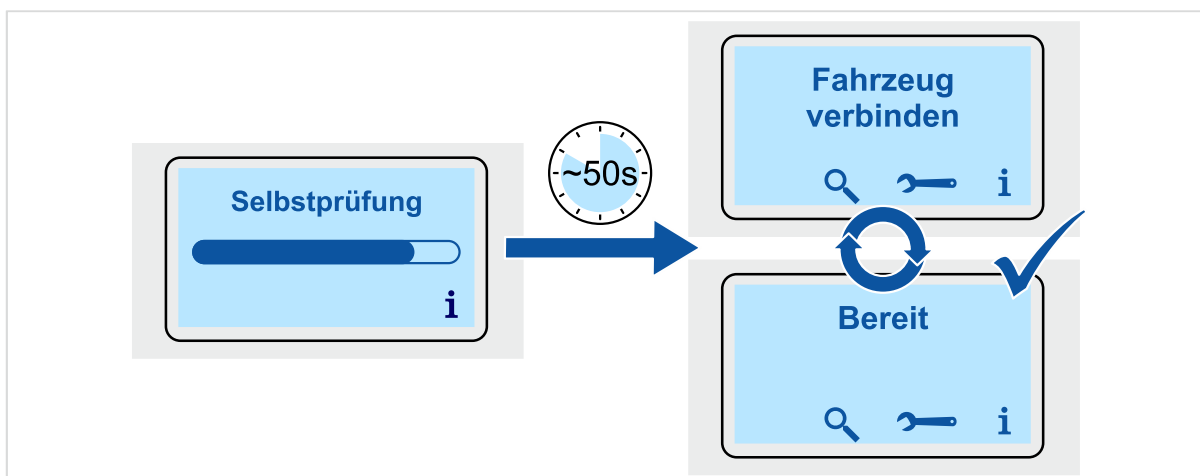 Selbstprüfung
i
~50s
Fahrzeug
verbinden
i
Bereit
i